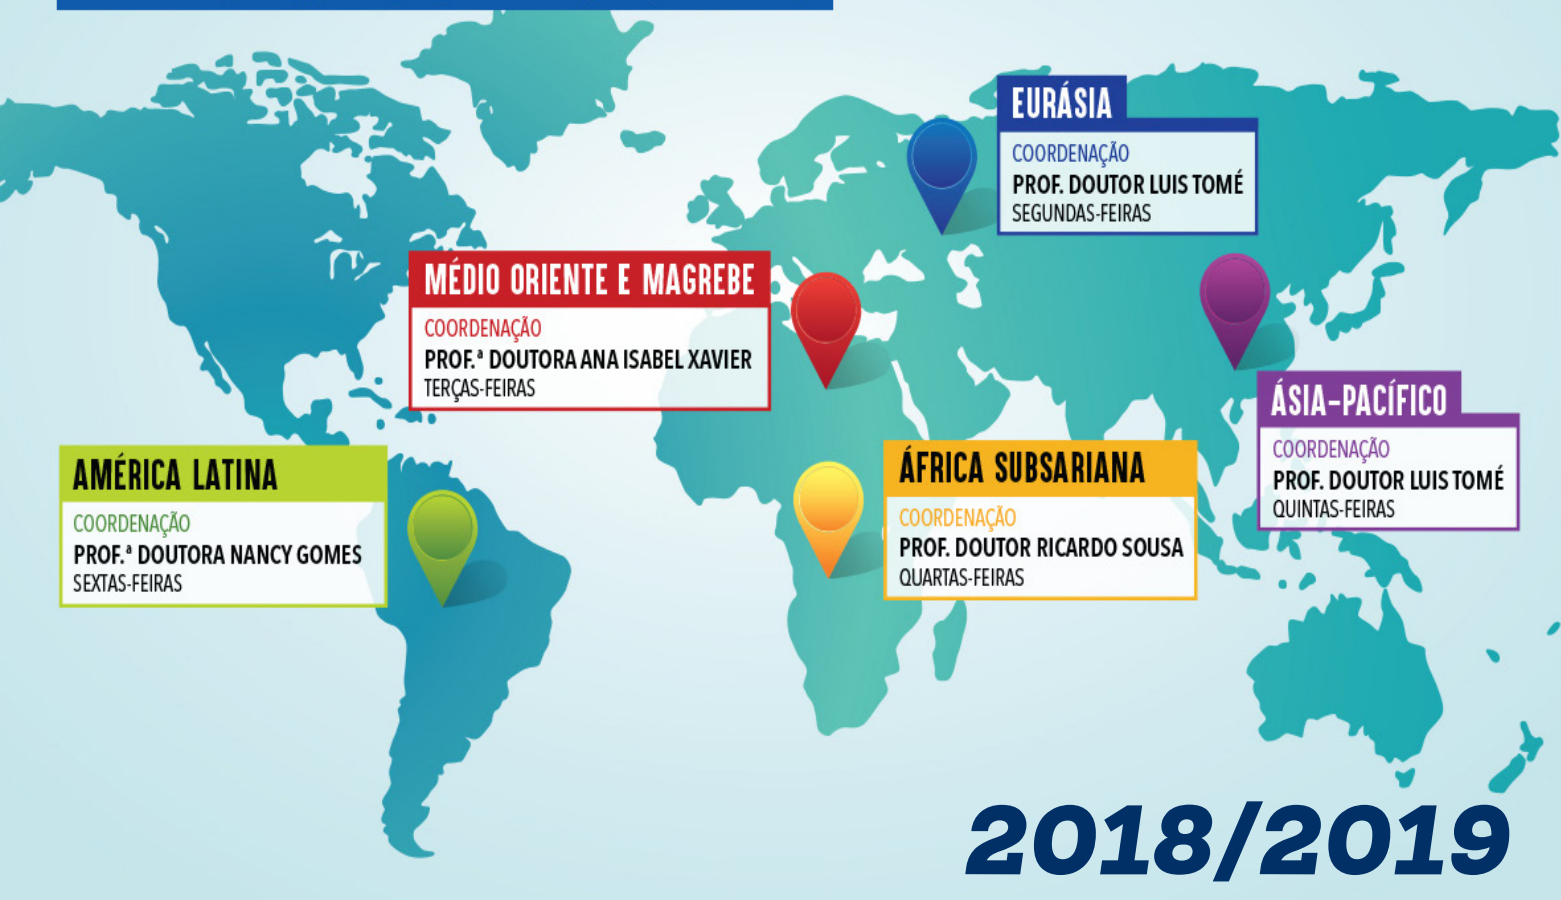 EURÁSIA
COORDENAÇÃO
PROF. DOUTOR LUIS TOMÉ
SEGUNDAS-FEIRAS
MÉDIO ORIENTE E MAGREBE
COORDENAÇÃO
PROF.ª DOUTORA ANA ISABEL XAVIER
TERÇAS-FEIRAS
ÁSIA-PACÍFICO
COORDENAÇÃO
PROF. DOUTOR LUIS TOMÉ
QUINTAS-FEIRAS
ÁFRICA SUBSARIANA
COORDENAÇÃO
PROF. DOUTOR RICARDO SOUSA
QUARTAS-FEIRAS
AMÉRICA LATINA
COORDENAÇÃO
PROF.ª DOUTORA NANCY GOMES
SEXTAS-FEIRAS
2018/2019